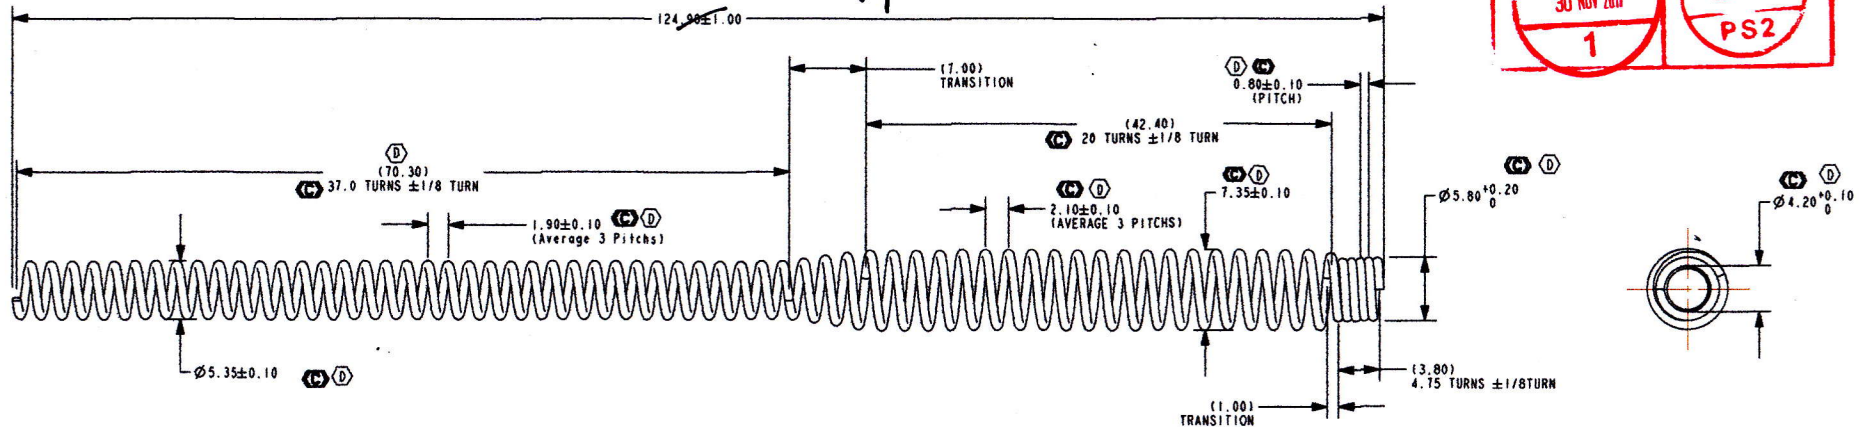 124.90±1.00
30 NOV 2011
1
PS2
(7.00)
TRANSITION
D C
0.80±0.10
(PITCH)
(42.40)
C 20 TURNS ±1/8 TURN
D
(70.30)
C 37.0 TURNS ±1/8 TURN
1.90±0.10 C D
(Average 3 Pitchs)
C D
2.10±0.10
(AVERAGE 3 PITCHS)
C D
7.35±0.10
C D
Ø5.80 +0.20
0
C D
Ø4.20 +0.10
0
Ø5.35±0.10 C D
(3.80)
4.75 TURNS ±1/8TURN
(1.00)
TRANSITION